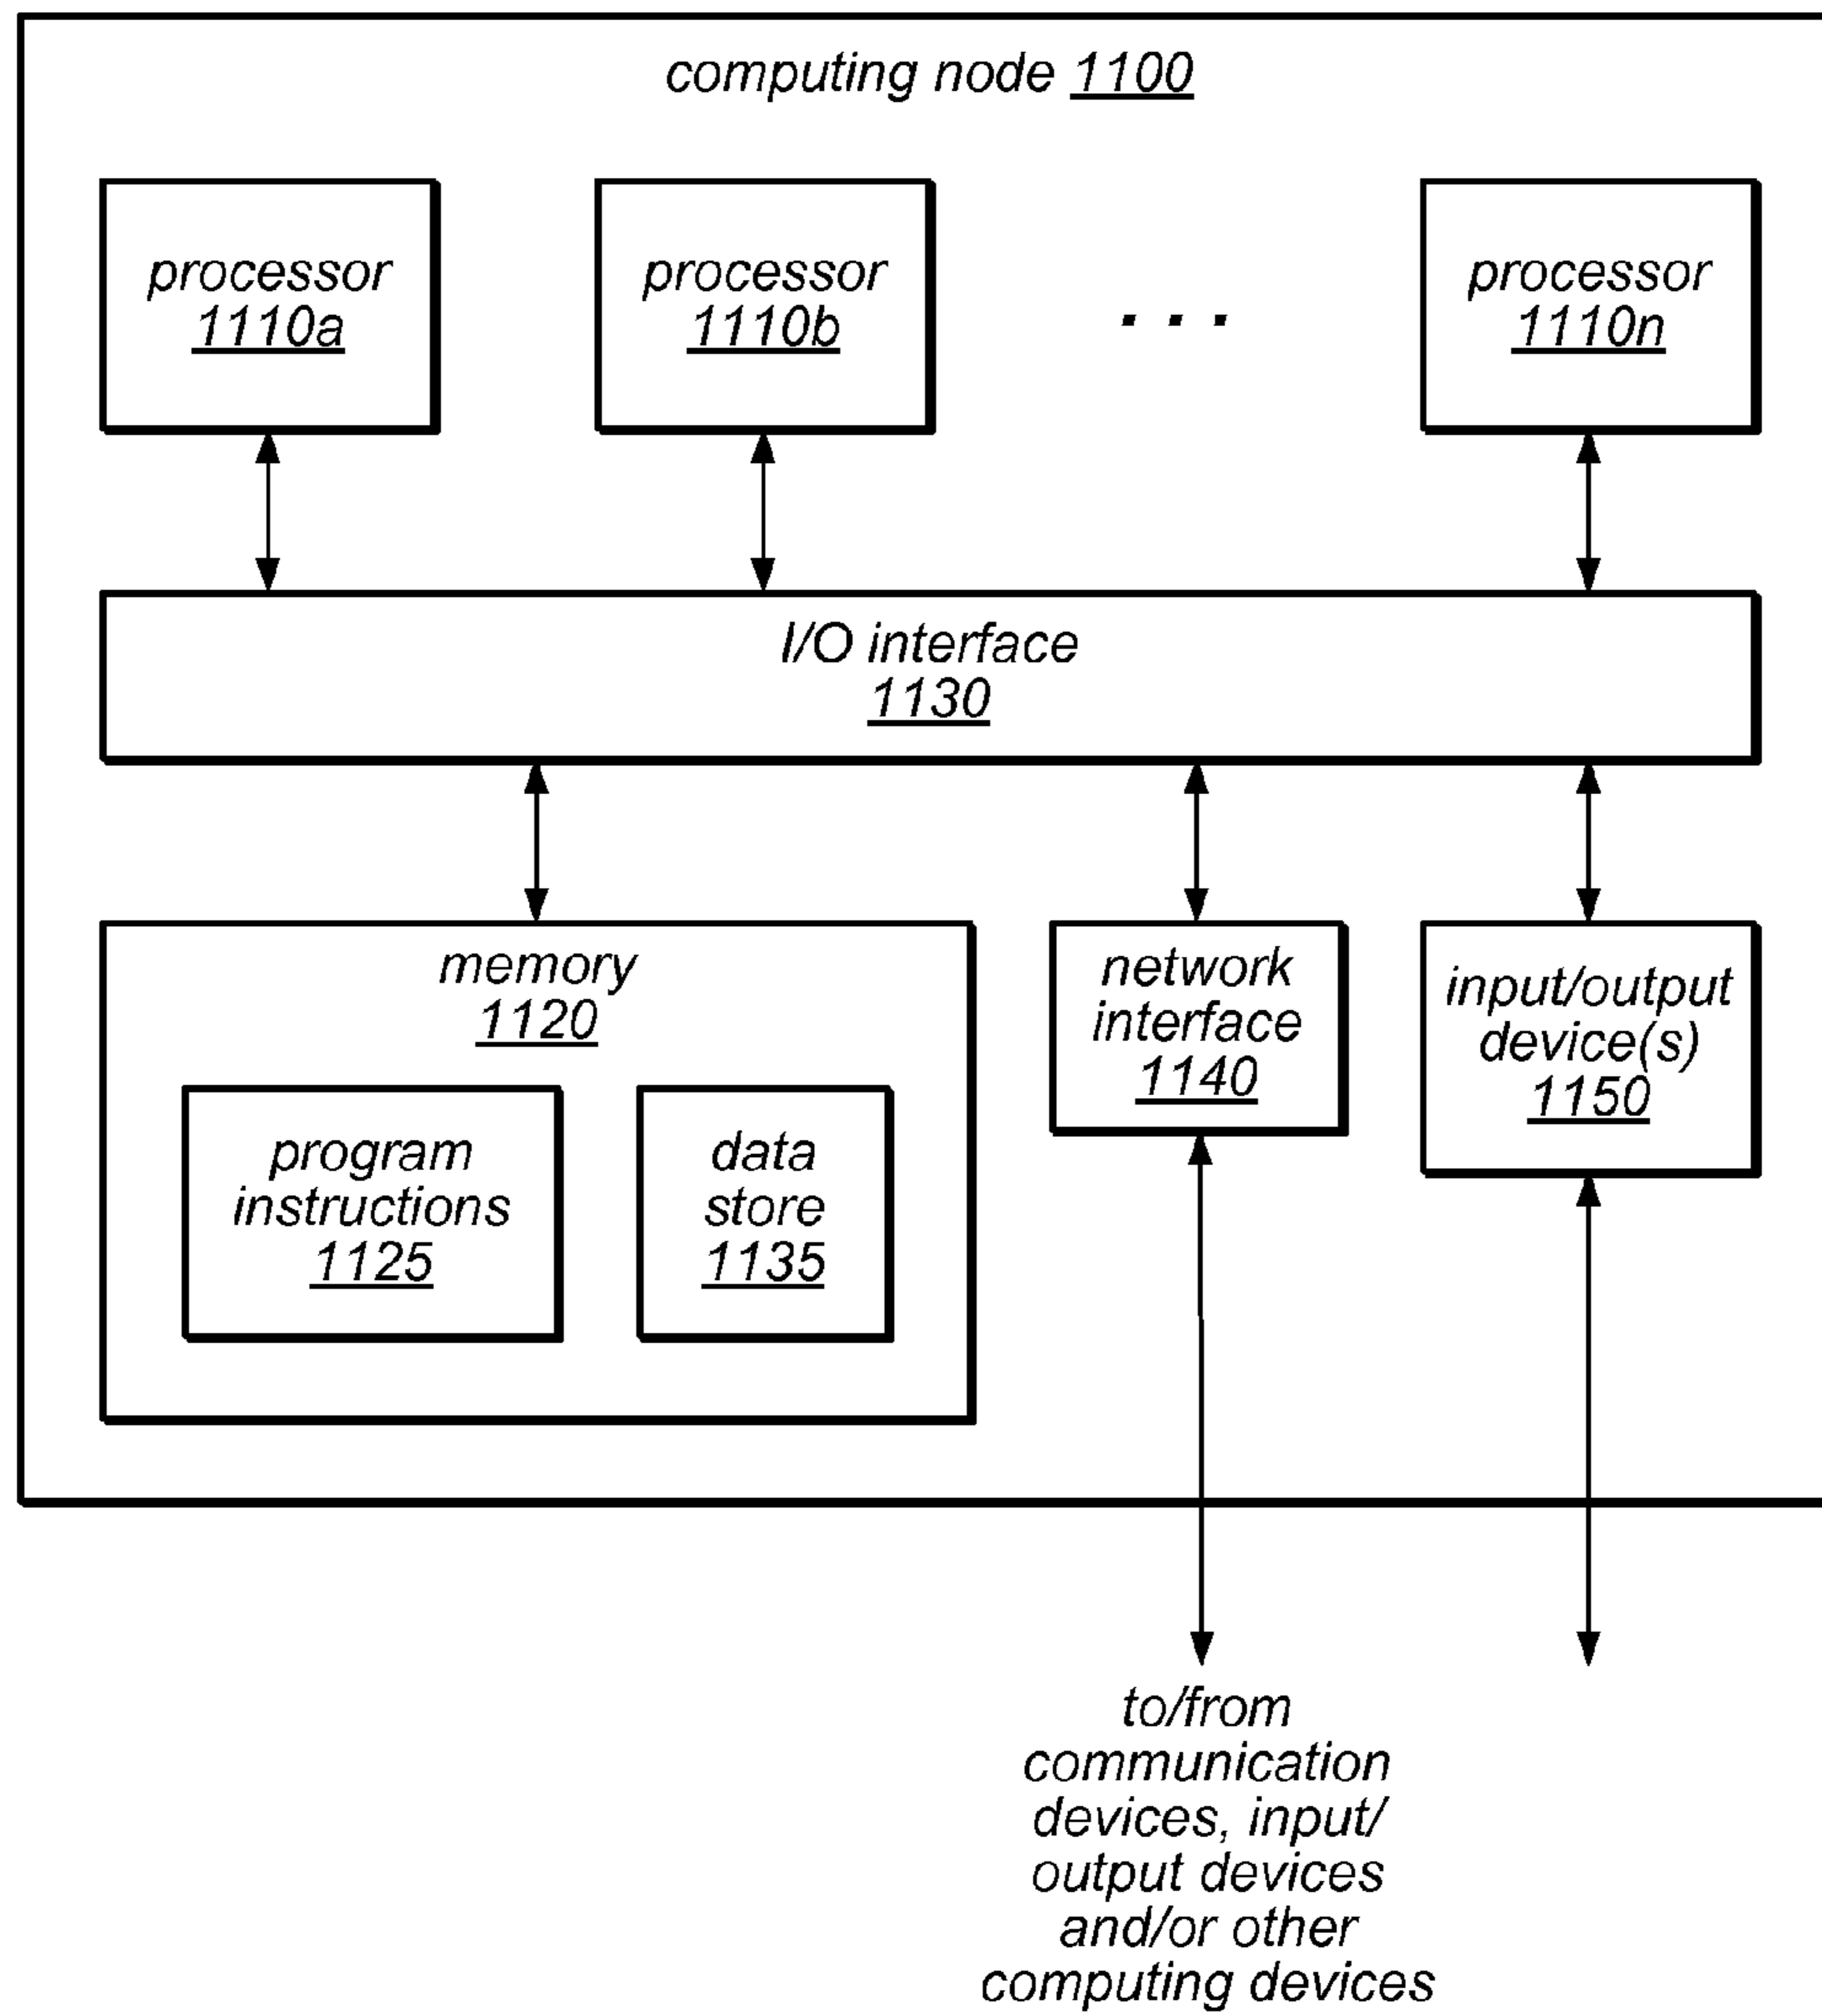 computing node 1100
processor
1110a
processor
1110b
. . .
processor
1110n
I/O interface
1130
memory
1120
program
instructions
1125
data
store
1135
network
interface
1140
input/output
device(s)
1150
to/from
communication
devices, input/
output devices
and/or other
computing devices